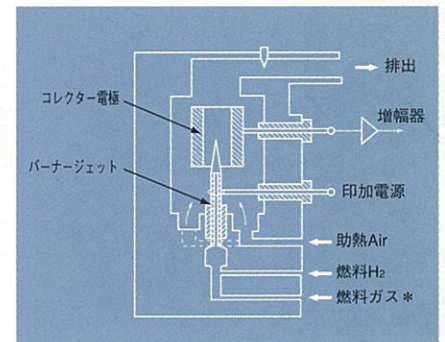 排出
コレクター電極
増幅器
バーナージェット
印加電源
助熱Air
燃料H₂
燃料ガス*